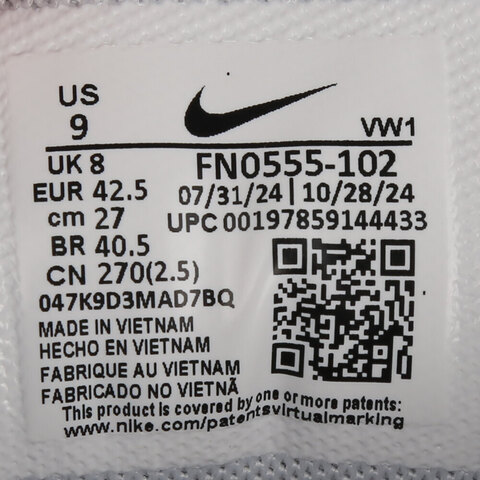 US
9
VW1
UK 8
FN0555-102
EUR 42.5
07/31/24 | 10/28/24
cm 27
UPC 00197859144433
BR 40.5
CN 270(2.5)
047K9D3MAD7BQ
MADE IN VIETNAM
HECHO EN VIETNAM
FABRIQUE AU VIETNAM
FABRICADO NO VIETNÃ
This product is covered by one or more patents:
www.nike.com/patentsvirtualmarking